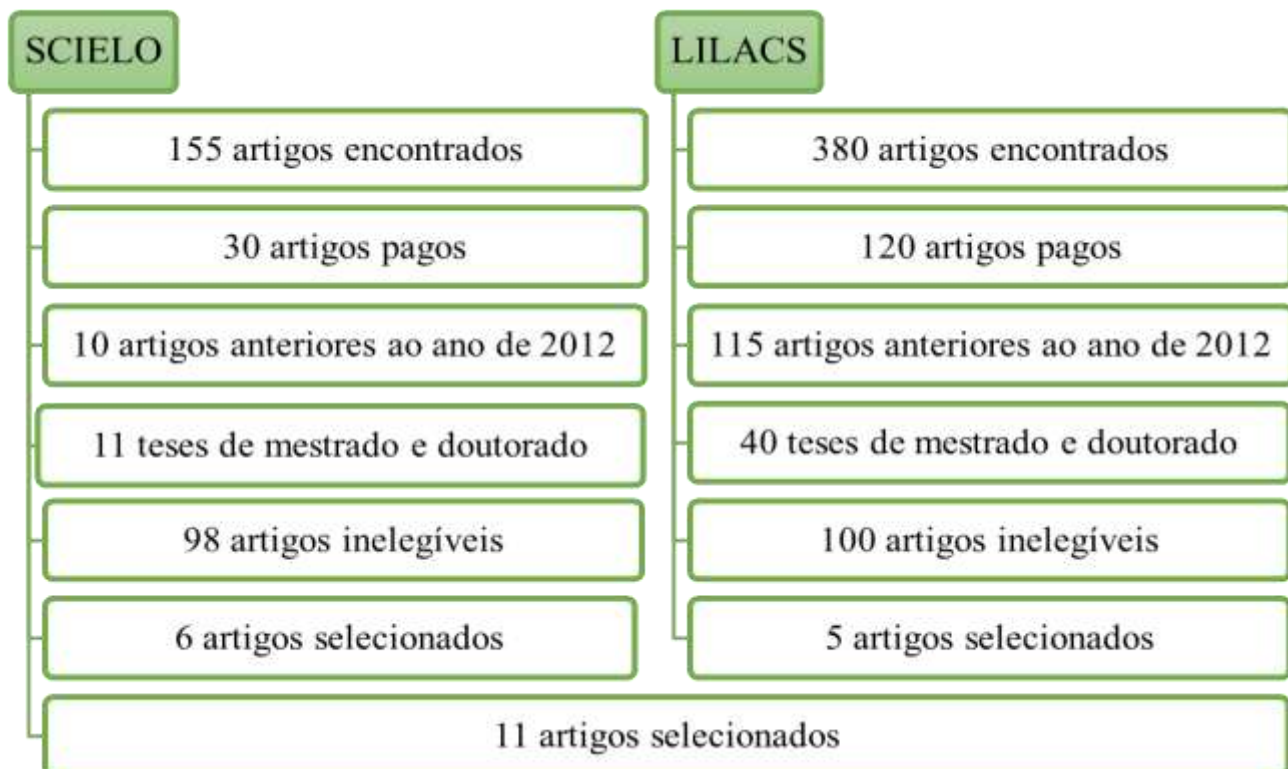 SCIELO
155 artigos encontrados
30 artigos pagos
10 artigos anteriores ao ano de 2012
11 teses de mestrado e doutorado
98 artigos inelegíveis
6 artigos selecionados
LILACS
380 artigos encontrados
120 artigos pagos
115 artigos anteriores ao ano de 2012
40 teses de mestrado e doutorado
100 artigos inelegíveis
5 artigos selecionados
11 artigos selecionados